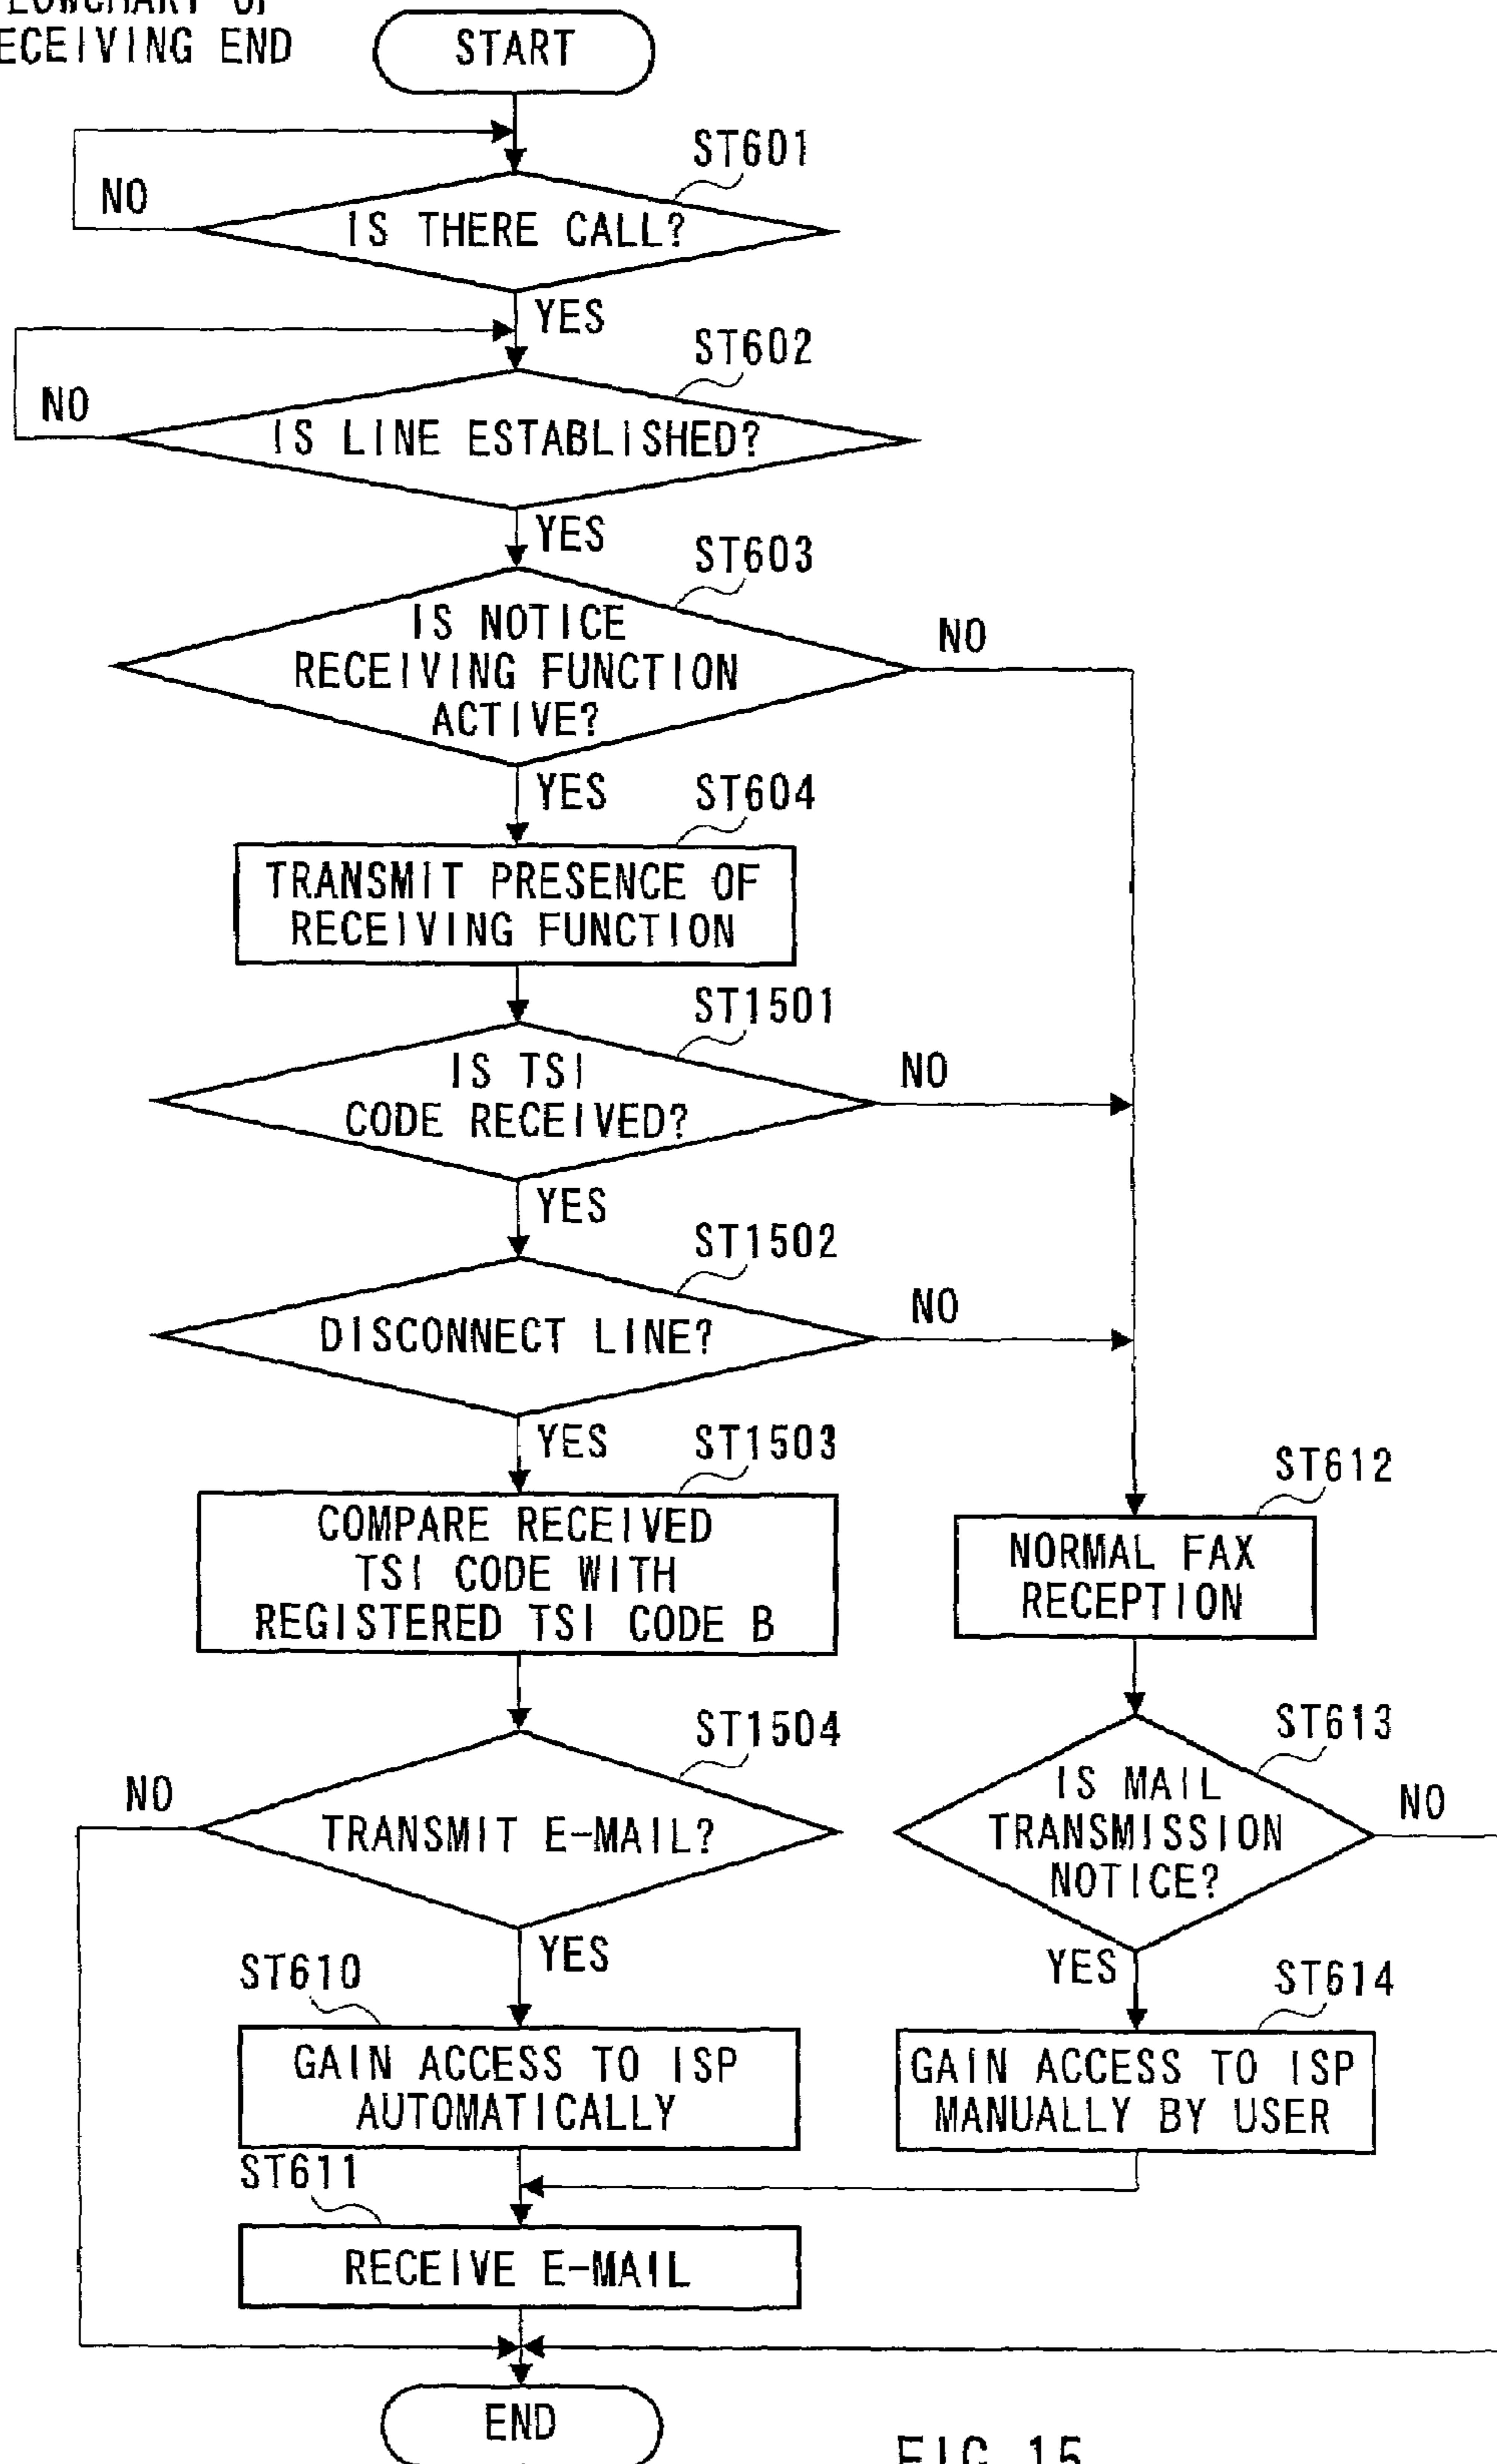 RECEIVING END
START
ST601
NO
IS THERE CALL?
YES
ST602
NO
IS LINE ESTABLISHED?
YES
ST603
IS NOTICE
RECEIVING FUNCTION
ACTIVE?
NO
YES
ST604
TRANSMIT PRESENCE OF
RECEIVING FUNCTION
ST1501
IS TSI
CODE RECEIVED?
NO
YES
ST1502
DISCONNECT LINE?
NO
YES
ST1503
COMPARE RECEIVED
TSI CODE WITH
REGISTERED TSI CODE B
ST612
NORMAL FAX
RECEPTION
ST1504
NO
TRANSMIT E-MAIL?
YES
ST613
IS MAIL
TRANSMISSION
NOTICE?
NO
YES
ST610
GAIN ACCESS TO ISP
AUTOMATICALLY
ST614
GAIN ACCESS TO ISP
MANUALLY BY USER
ST611
RECEIVE E-MAIL
END
FIG.15